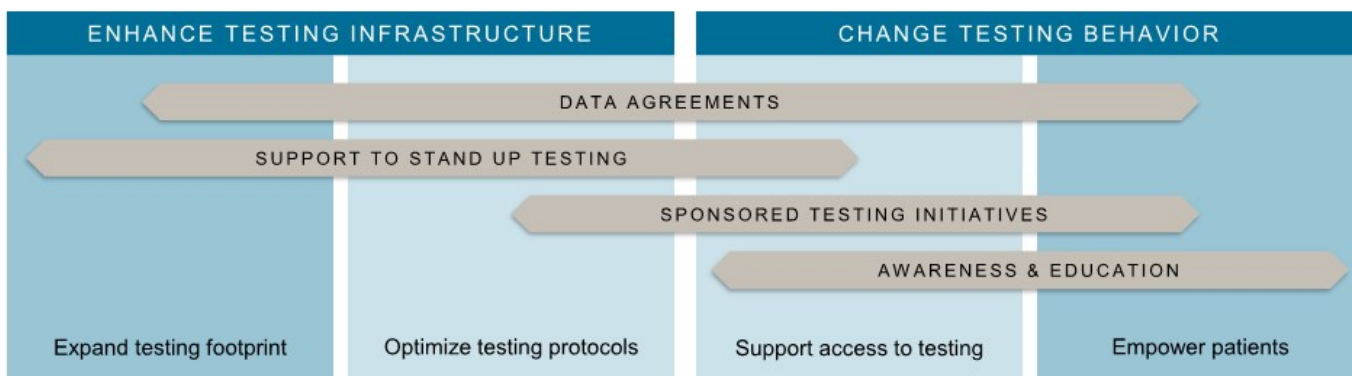 ENHANCE TESTING INFRASTRUCTURE
CHANGE TESTING BEHAVIOR
DATA AGREEMENTS
SUPPORT TO STAND UP TESTING
SPONSORED TESTING INITIATIVES
AWARENESS & EDUCATION
Expand testing footprint
Optimize testing protocols
Support access to testing
Empower patients